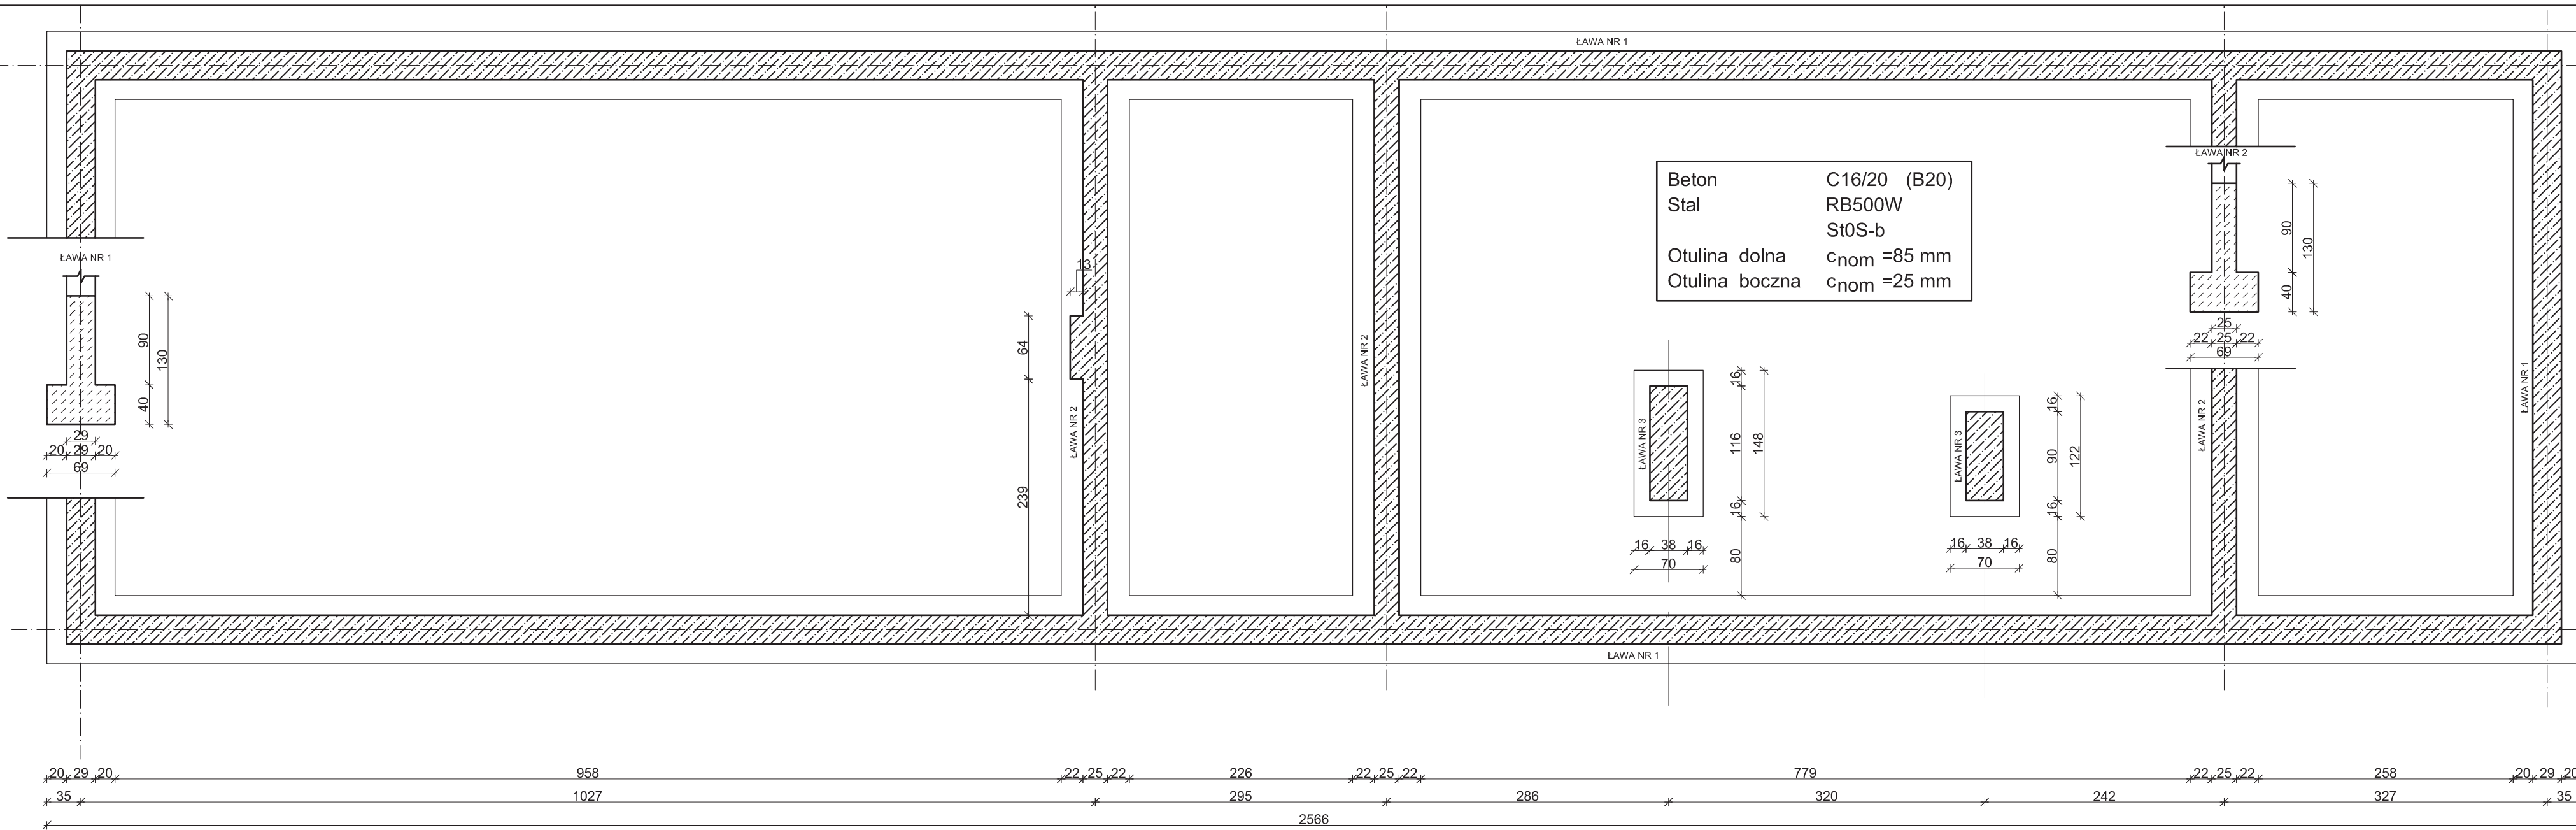 ŁAWA NR 1
Beton C16/20 (B20)
Stal RB500W
St0S-b
Otulina dolna cnom =85 mm
Otulina boczna cnom =25 mm
ŁAWA NR 1
90
130
40
29
20 29 20
69
13
64
239
ŁAWA NR 2
ŁAWA NR 2
ŁAWA NR 3
16
116
148
16
80
16 38 16
70
ŁAWA NR 3
16
90
122
16
80
16 38 16
70
ŁAWA NR 2
90
130
40
25
22 25 22
69
ŁAWA NR 2
ŁAWA NR 1
ŁAWA NR 1
20 29 20 958 22 25 22 226 22 25 22 779 22 25 22 258 20 29 20
35 1027 295 286 320 242 327 35
2566